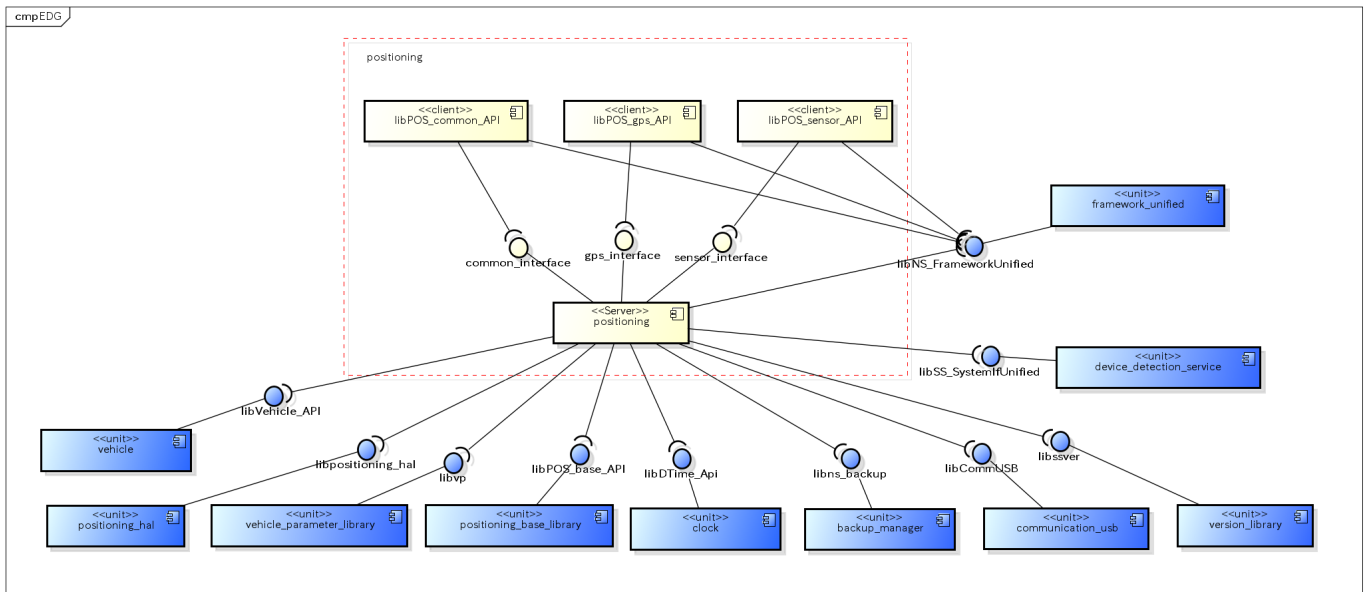 cmp EDG
positioning
<<client>>
libPOS_common_API
<<client>>
libPOS_gps_API
<<client>>
libPOS_sensor_API
<<unit>>
framework_unified
common_interface
gps_interface
sensor_interface
libNS_FrameworkUnified
<<Server>>
positioning
libSS_SystemIfUnified
<<unit>>
device_detection_service
libVehicle_API
<<unit>>
vehicle
libpositioning_hal
libvp
libPOS_base_API
libDTime_Api
libns_backup
libCommUSB
libssver
<<unit>>
positioning_hal
<<unit>>
vehicle_parameter_library
<<unit>>
positioning_base_library
<<unit>>
clock
<<unit>>
backup_manager
<<unit>>
communication_usb
<<unit>>
version_library